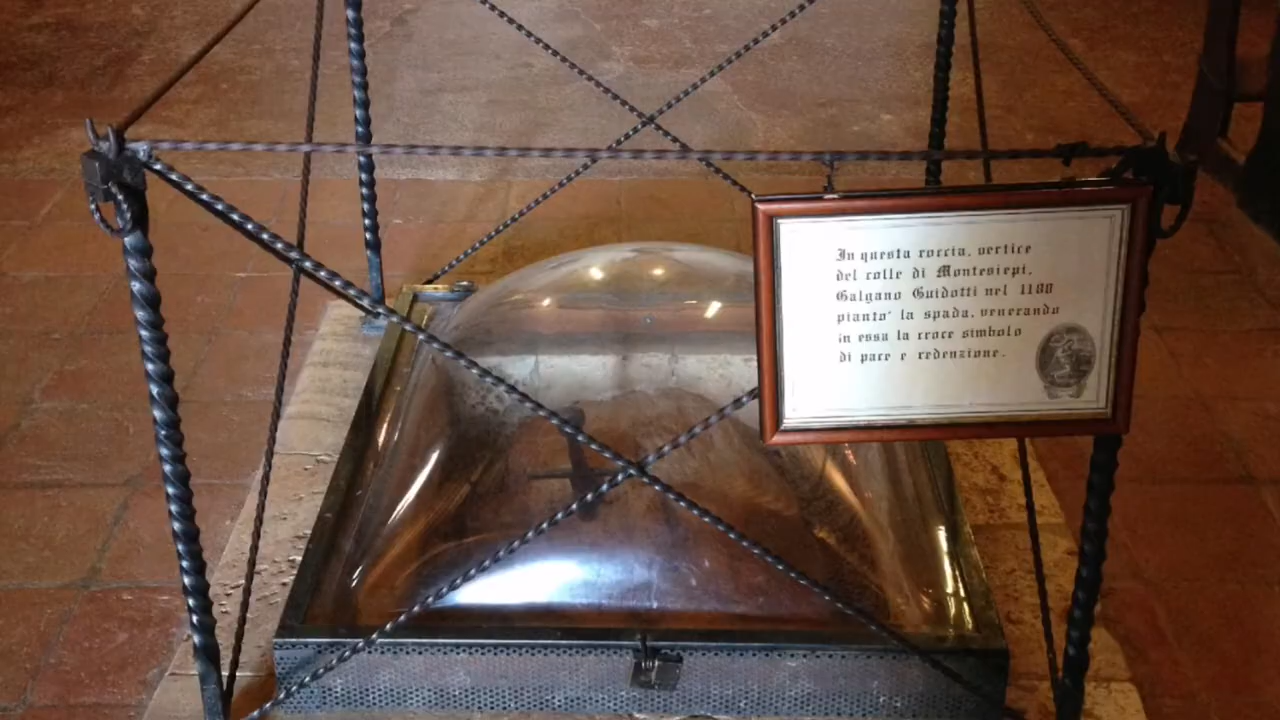 In questa roccia, vertice
del colle di Montesiepi,
Galgano Guidotti nel 1180
pianto' la spada, venerando
in essa la croce simbolo
di pace e redenzione.